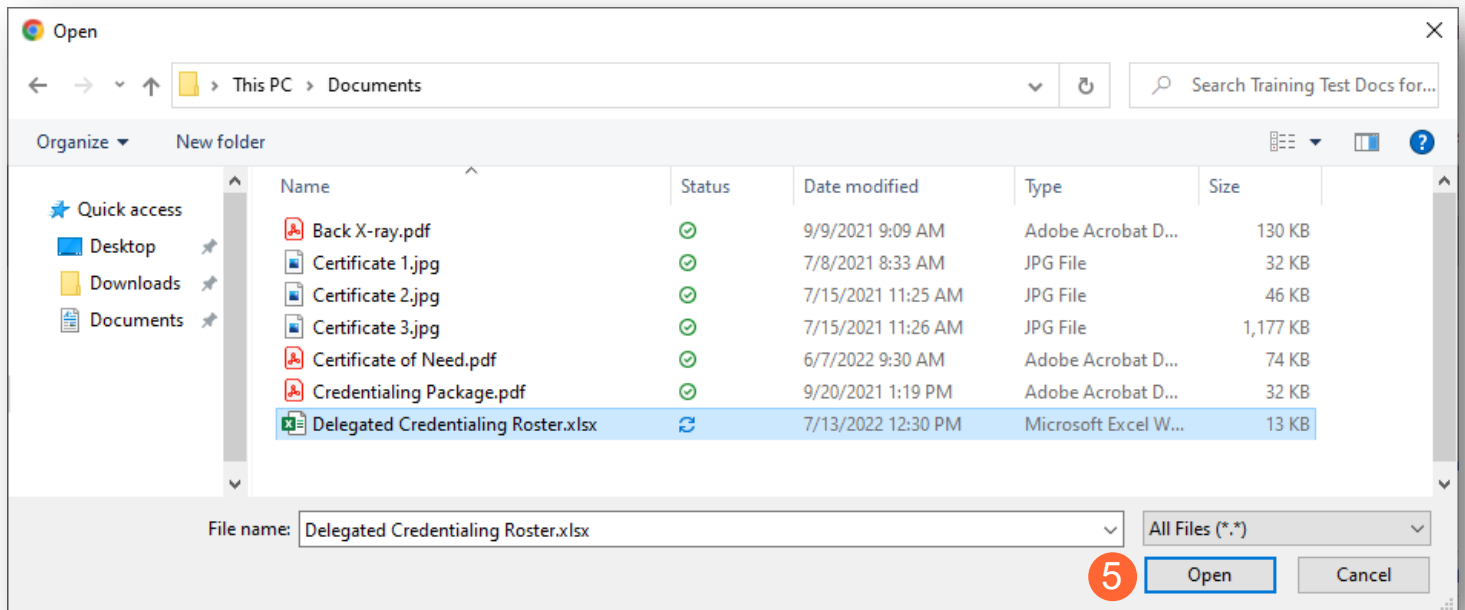 Open
This PC > Documents
Search Training Test Docs for...
Organize
New folder
Quick access
Desktop
Downloads
Documents
Name Status Date modified Type Size
Back X-ray.pdf 9/9/2021 9:09 AM Adobe Acrobat D... 130 KB
Certificate 1.jpg 7/8/2021 8:33 AM JPG File 32 KB
Certificate 2.jpg 7/15/2021 11:25 AM JPG File 46 KB
Certificate 3.jpg 7/15/2021 11:26 AM JPG File 1,177 KB
Certificate of Need.pdf 6/7/2022 9:30 AM Adobe Acrobat D... 74 KB
Credentialing Package.pdf 9/20/2021 1:19 PM Adobe Acrobat D... 32 KB
Delegated Credentialing Roster.xlsx 7/13/2022 12:30 PM Microsoft Excel W... 13 KB
File name: Delegated Credentialing Roster.xlsx
All Files (*.*)
5
Open
Cancel